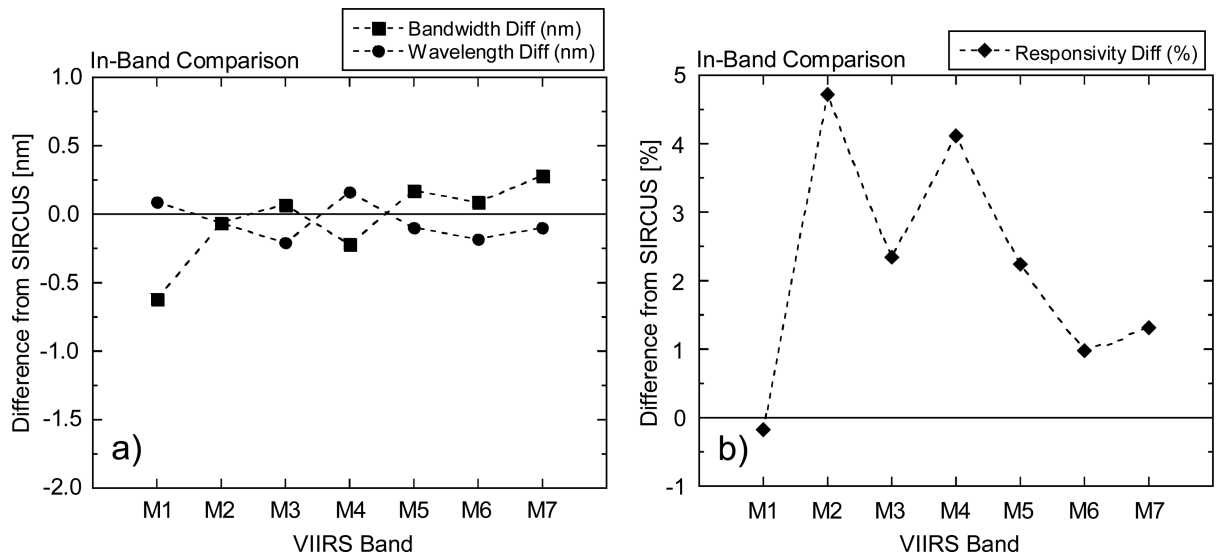 Bandwidth Diff (nm)
Wavelength Diff (nm)
In-Band Comparison
1.0
0.5
0.0
-0.5
-1.0
-1.5
-2.0
Difference from SIRCUS [nm]
a)
M1 M2 M3 M4 M5 M6 M7
VIIRS Band
Responsivity Diff (%)
In-Band Comparison
5
4
3
2
1
0
-1
Difference from SIRCUS [%]
b)
M1 M2 M3 M4 M5 M6 M7
VIIRS Band